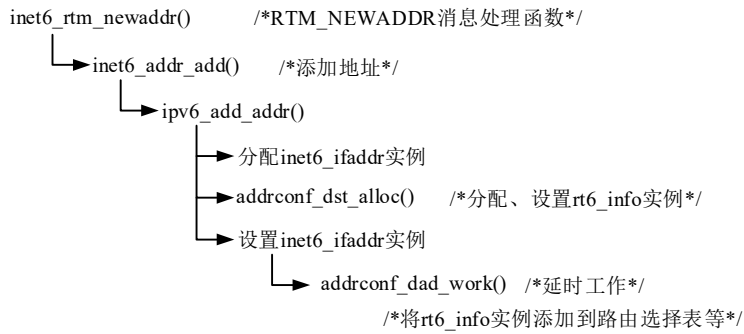 inet6_rtm_newaddr() /*RTM_NEWADDR消息处理函数*/
inet6_addr_add() /*添加地址*/
ipv6_add_addr()
分配inet6_ifaddr实例
addrconf_dst_alloc() /*分配、设置rt6_info实例*/
设置inet6_ifaddr实例
addrconf_dad_work() /*延时工作*/
/*将rt6_info实例添加到路由选择表等*/